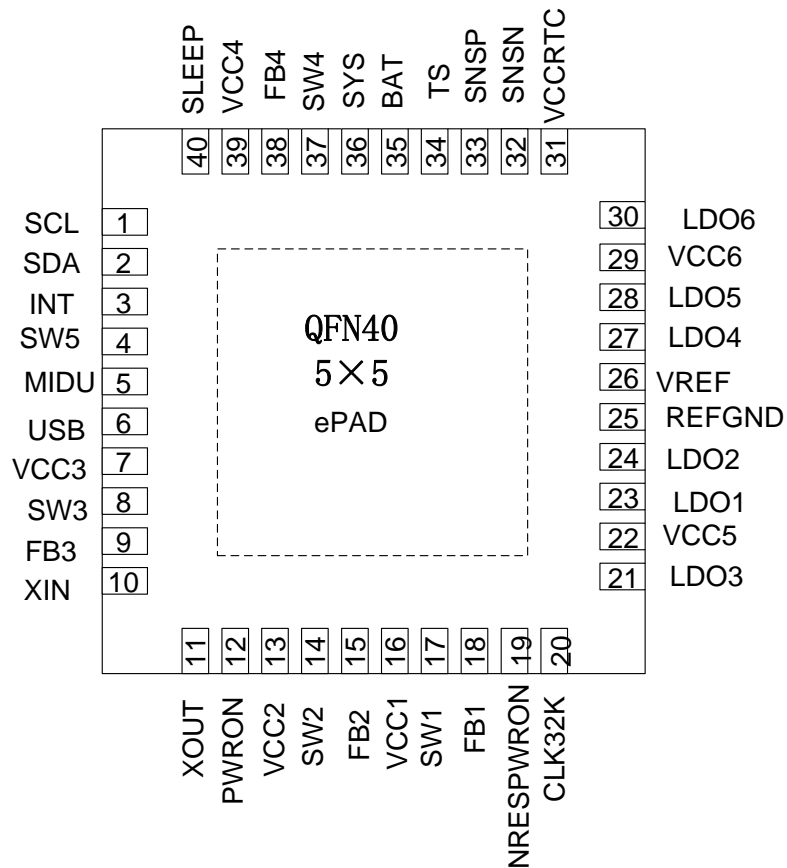 SLEEP
VCC4
FB4
SW4
SYS
BAT
TS
SNSP
SNSN
VCCRTC
40
39
38
37
36
35
34
33
32
31
SCL 1
SDA 2
INT 3
SW5 4
MIDU 5
USB 6
VCC3 7
SW3 8
FB3 9
XIN 10
QFN40
5×5
ePAD
30 LDO6
29 VCC6
28 LDO5
27 LDO4
26 VREF
25 REFGND
24 LDO2
23 LDO1
22 VCC5
21 LDO3
11
12
13
14
15
16
17
18
19
20
XOUT
PWRON
VCC2
SW2
FB2
VCC1
SW1
FB1
NRESPWRON
CLK32K